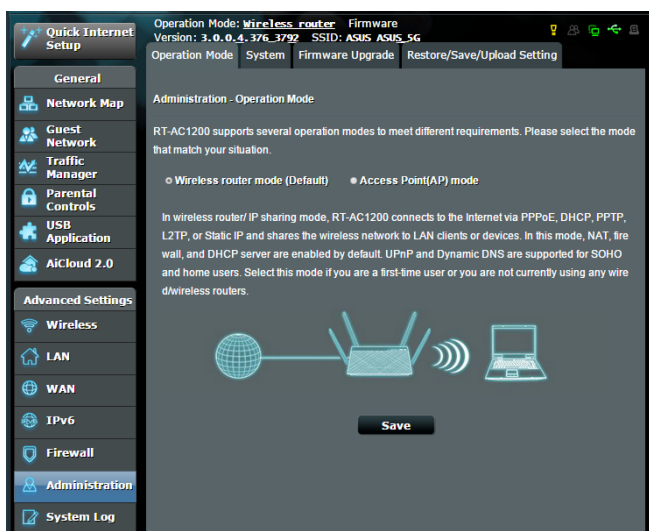 Quick Internet
Setup
General
Network Map
Guest
Network
Traffic
Manager
Parental
Controls
USB
Application
AiCloud 2.0
Advanced Settings
Wireless
LAN
WAN
IPv6
Firewall
Administration
System Log
Operation Mode: Wireless router Firmware
Version: 3.0.0.4.376_3792 SSID: ASUS ASUS_5G
Operation Mode System Firmware Upgrade Restore/Save/Upload Setting
Administration - Operation Mode
RT-AC1200 supports several operation modes to meet different requirements. Please select the mode
that match your situation.
Wireless router mode (Default) Access Point(AP) mode
In wireless router/ IP sharing mode, RT-AC1200 connects to the Internet via PPPoE, DHCP, PPTP,
L2TP, or Static IP and shares the wireless network to LAN clients or devices. In this mode, NAT, fire
wall, and DHCP server are enabled by default. UPnP and Dynamic DNS are supported for SOHO
and home users. Select this mode if you are a first-time user or you are not currently using any wire
d/wireless routers.
Save